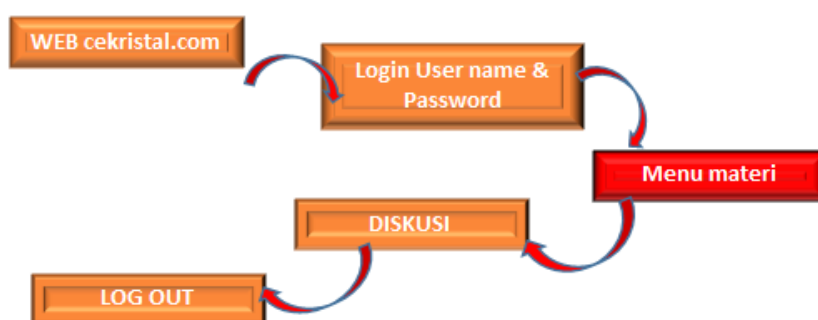 WEB cekristal.com
Login User name &
Password
Menu materi
DISKUSI
LOG OUT